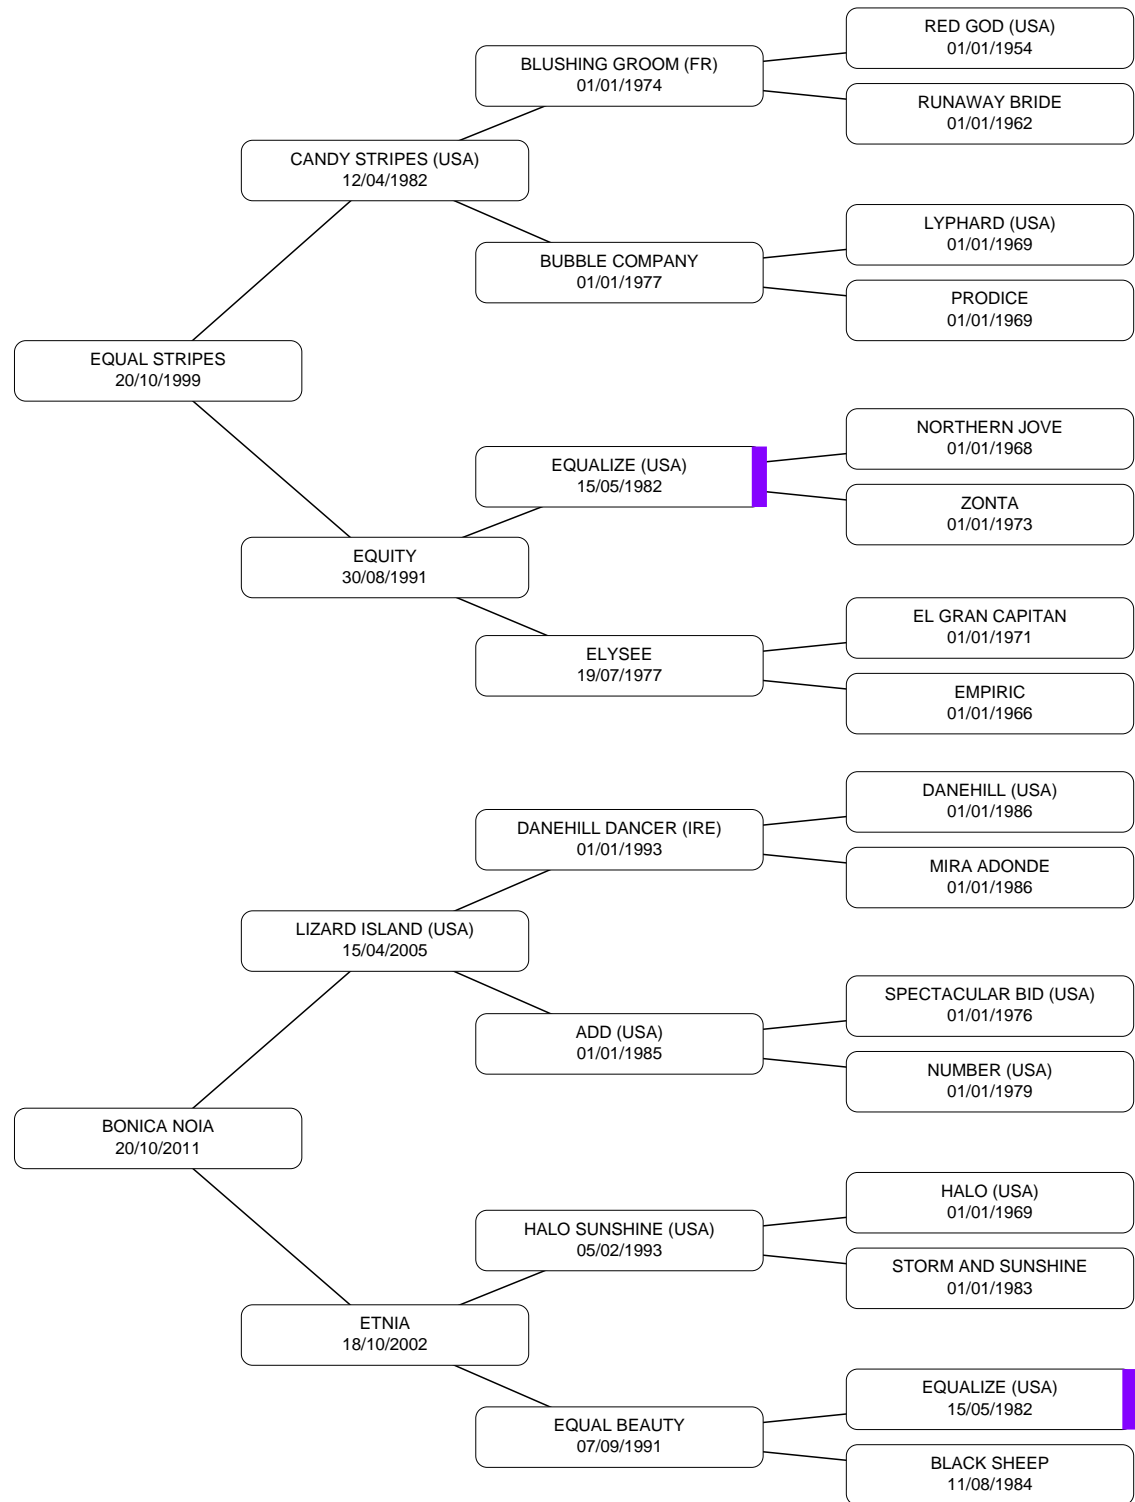 RED GOD (USA)
01/01/1954
BLUSHING GROOM (FR)
01/01/1974
RUNAWAY BRIDE
01/01/1962
CANDY STRIPES (USA)
12/04/1982
LYPHARD (USA)
01/01/1969
BUBBLE COMPANY
01/01/1977
PRODICE
01/01/1969
EQUAL STRIPES
20/10/1999
NORTHERN JOVE
01/01/1968
EQUALIZE (USA)
15/05/1982
ZONTA
01/01/1973
EQUITY
30/08/1991
EL GRAN CAPITAN
01/01/1971
ELYSEE
19/07/1977
EMPIRIC
01/01/1966
DANEHILL (USA)
01/01/1986
DANEHILL DANCER (IRE)
01/01/1993
MIRA ADONDE
01/01/1986
LIZARD ISLAND (USA)
15/04/2005
SPECTACULAR BID (USA)
01/01/1976
ADD (USA)
01/01/1985
NUMBER (USA)
01/01/1979
BONICA NOIA
20/10/2011
HALO (USA)
01/01/1969
HALO SUNSHINE (USA)
05/02/1993
STORM AND SUNSHINE
01/01/1983
ETNIA
18/10/2002
EQUALIZE (USA)
15/05/1982
EQUAL BEAUTY
07/09/1991
BLACK SHEEP
11/08/1984